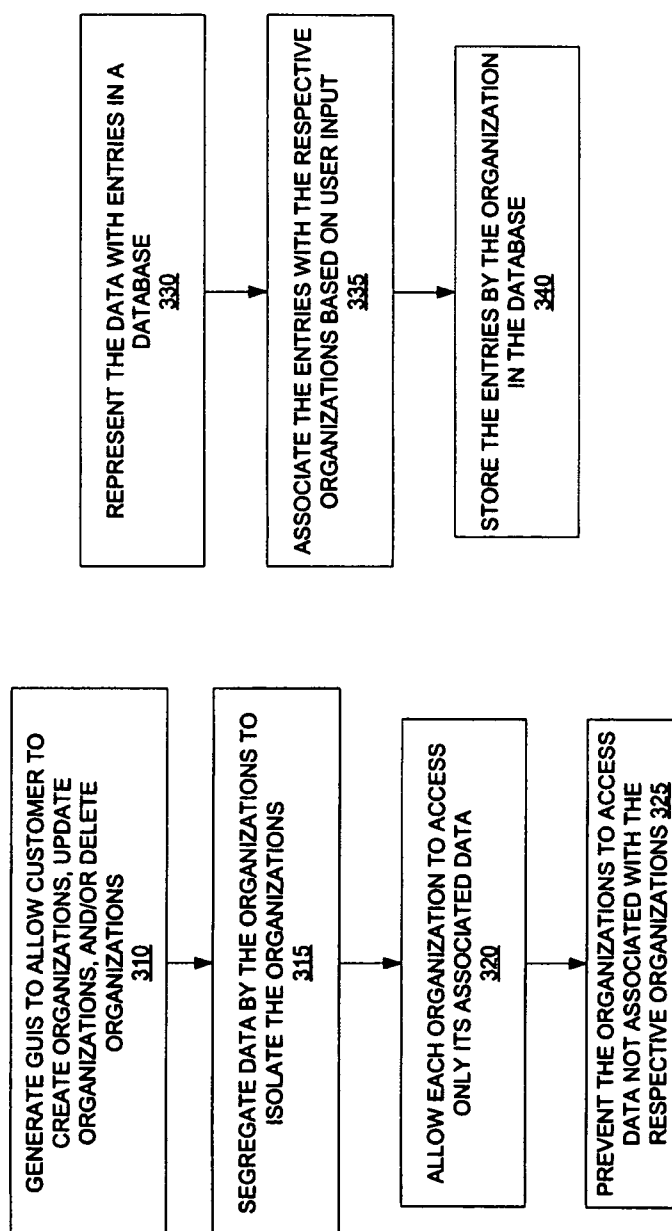 GENERATE GUIS TO ALLOW CUSTOMER TO
CREATE ORGANIZATIONS, UPDATE
ORGANIZATIONS, AND/OR DELETE
ORGANIZATIONS
310
SEGREGATE DATA BY THE ORGANIZATIONS TO
ISOLATE THE ORGANIZATIONS
315
ALLOW EACH ORGANIZATION TO ACCESS
ONLY ITS ASSOCIATED DATA
320
PREVENT THE ORGANIZATIONS TO ACCESS
DATA NOT ASSOCIATED WITH THE
RESPECTIVE ORGANIZATIONS 325
REPRESENT THE DATA WITH ENTRIES IN A
DATABASE
330
ASSOCIATE THE ENTRIES WITH THE RESPECTIVE
ORGANIZATIONS BASED ON USER INPUT
335
STORE THE ENTRIES BY THE ORGANIZATION
IN THE DATABASE
340